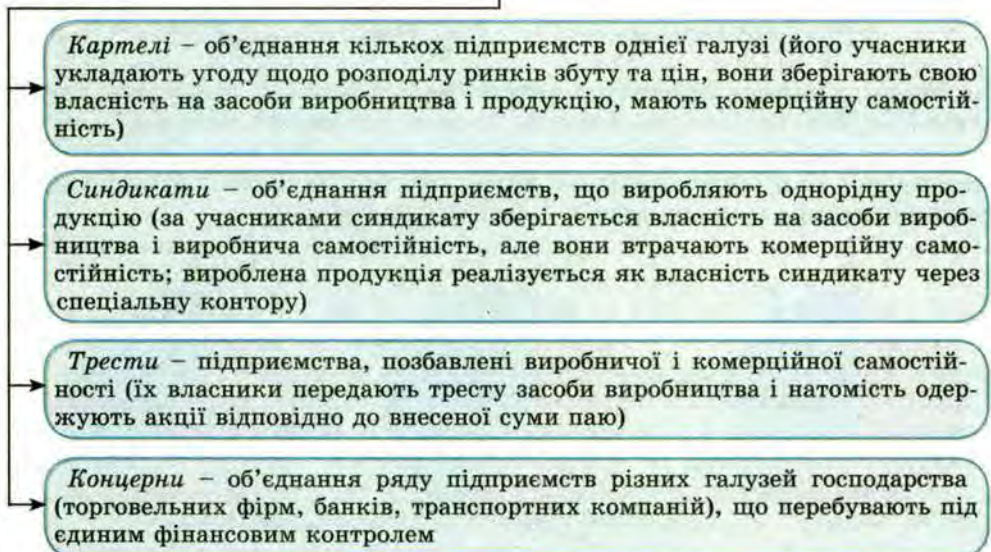 Картелі – об’єднання кількох підприємств однієї галузі (його учасники
укладають угоду щодо розподілу ринків збуту та цін, вони зберігають свою
власність на засоби виробництва і продукцію, мають комерційну самостій-
ність)
Синдикати – об’єднання підприємств, що виробляють однорідну про-
дукцію (за учасниками синдикату зберігається власність на засоби вироб-
ництва і виробнича самостійність, але вони втрачають комерційну само-
стійність; вироблена продукція реалізується як власність синдикату через
спеціальну контору)
Трести – підприємства, позбавлені виробничої і комерційної самостій-
ності (їх власники передають тресту засоби виробництва і натомість одер-
жують акції відповідно до внесеної суми паю)
Концерни – об’єднання ряду підприємств різних галузей господарства
(торговельних фірм, банків, транспортних компаній), що перебувають під
єдиним фінансовим контролем